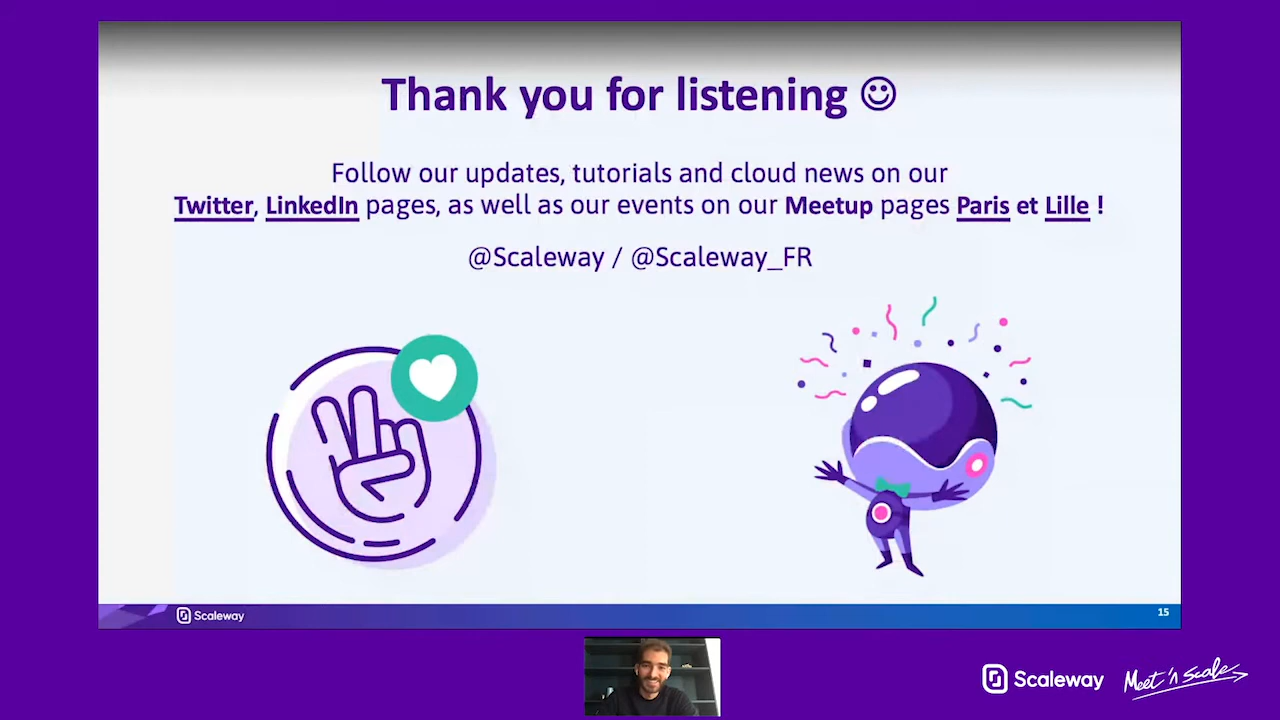 Thank you for listening ☺
Follow our updates, tutorials and cloud news on our
Twitter, LinkedIn pages, as well as our events on our Meetup pages Paris et Lille !
@Scaleway / @Scaleway_FR
Scaleway
15
Scaleway
Meet 'n Scale